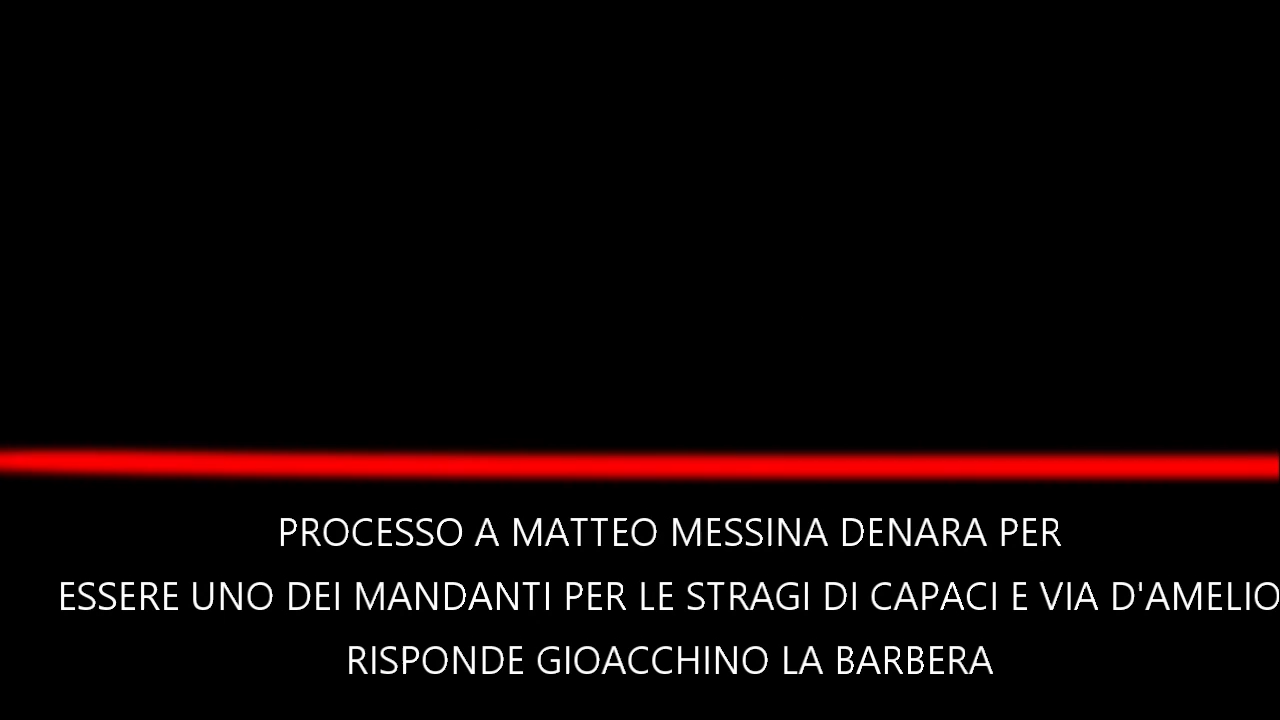 PROCESSO A MATTEO MESSINA DENARA PER
ESSERE UNO DEI MANDANTI PER LE STRAGI DI CAPACI E VIA D'AMELIO
RISPONDE GIOACCHINO LA BARBERA